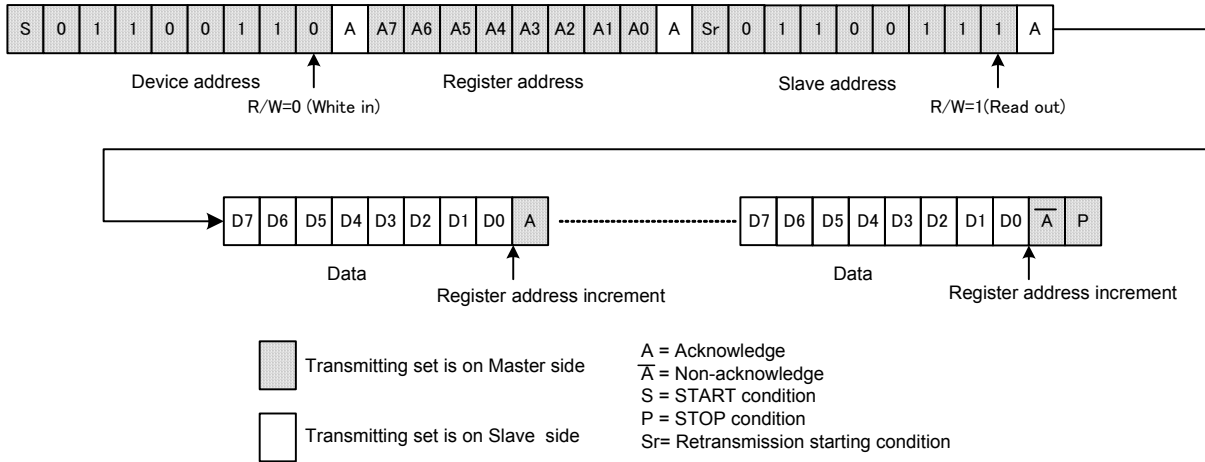 S 0 1 1 0 0 1 1 0 A A7 A6 A5 A4 A3 A2 A1 A0 A Sr 0 1 1 0 0 1 1 1 A
Device address Register address Slave address
R/W=0 (White in) R/W=1(Read out)
D7 D6 D5 D4 D3 D2 D1 D0 A D7 D6 D5 D4 D3 D2 D1 D0 A̅ P
Data Data
Register address increment Register address increment
Transmitting set is on Master side
Transmitting set is on Slave side
A = Acknowledge
A̅ = Non-acknowledge
S = START condition
P = STOP condition
Sr= Retransmission starting condition